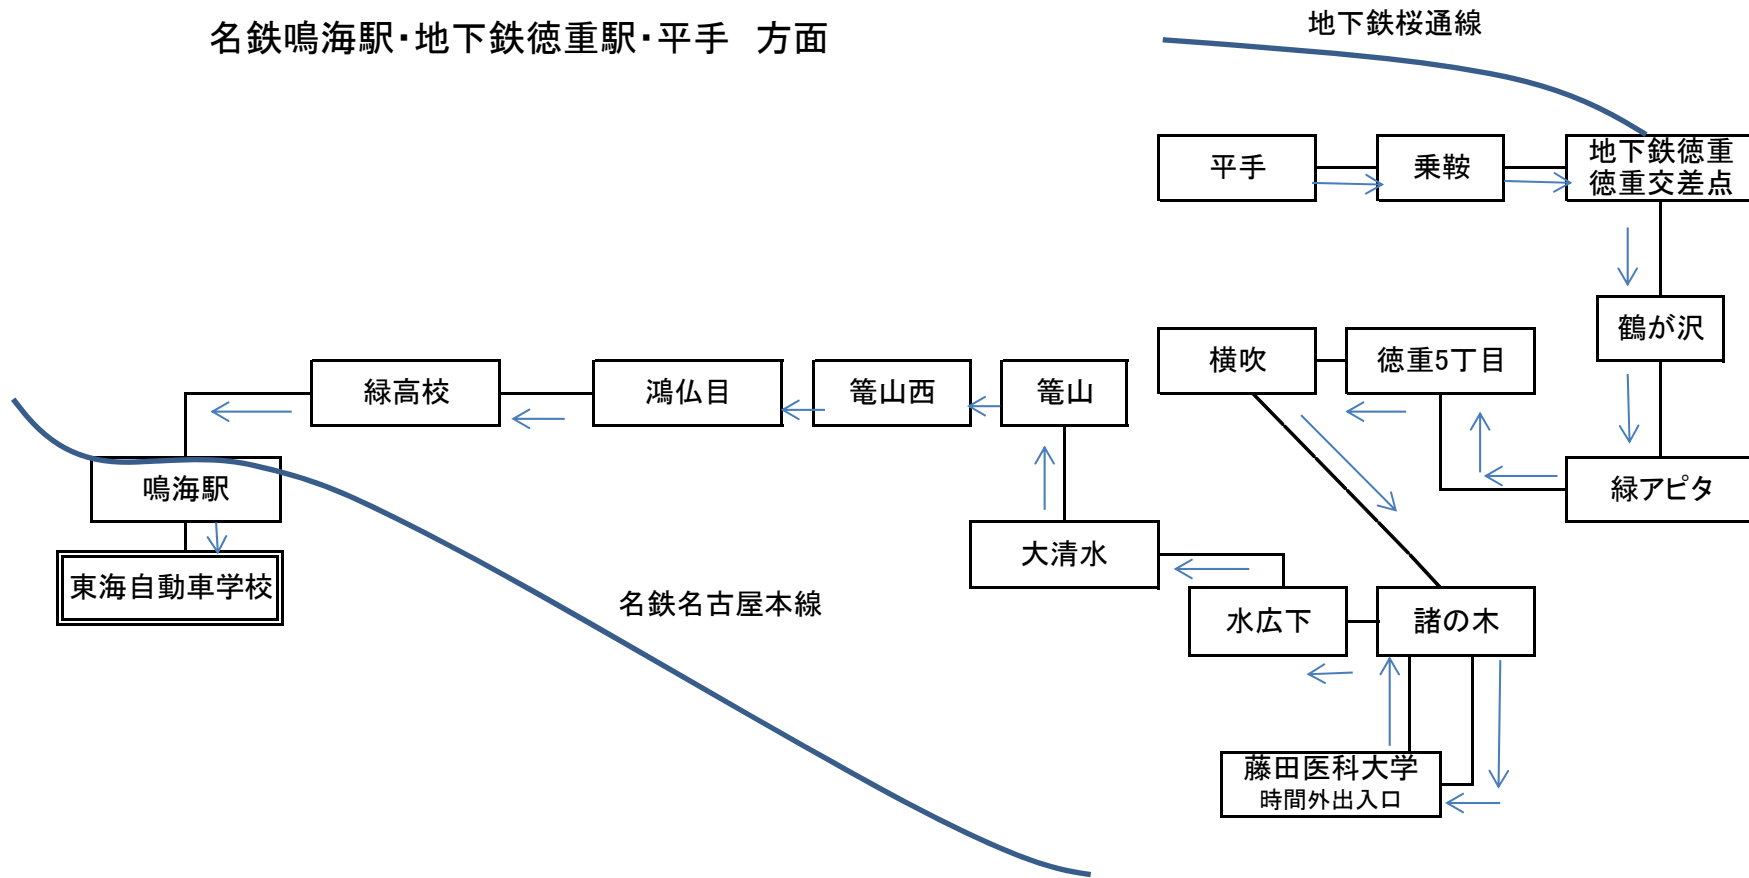 名鉄鳴海駅・地下鉄徳重駅・平手　方面
地下鉄桜通線
平手
乗鞍
地下鉄徳重
徳重交差点
鶴が沢
横吹
徳重5丁目
緑高校
鴻仏目
篭山西
篭山
鳴海駅
緑アピタ
大清水
東海自動車学校
名鉄名古屋本線
水広下
諸の木
藤田医科大学
時間外出入口